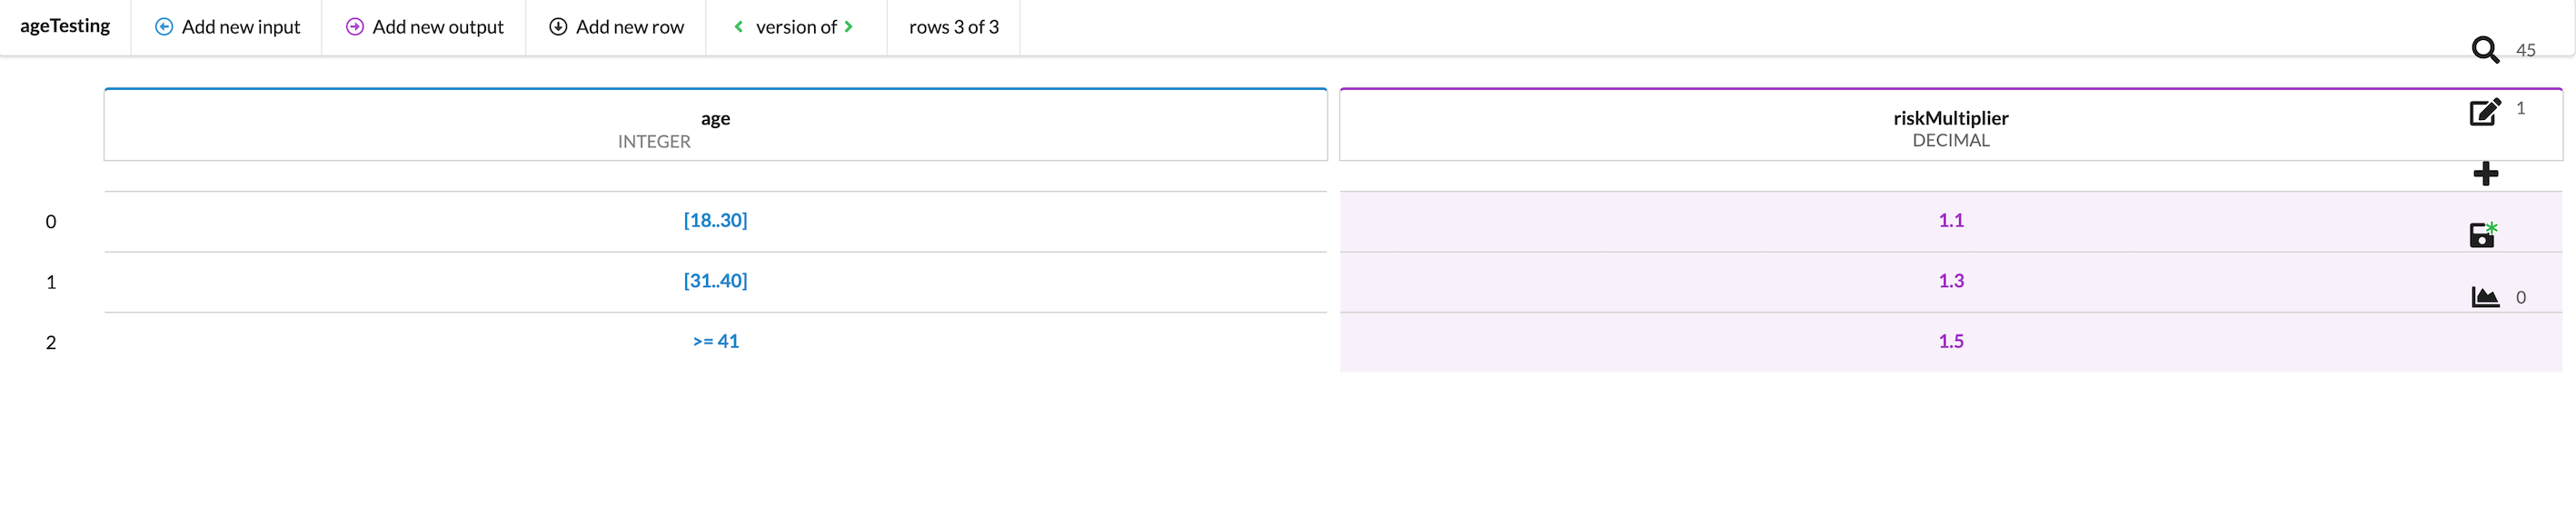 ageTesting Add new input Add new output Add new row version of rows 3 of 3
45
age riskMultiplier 1
INTEGER DECIMAL
0 [18..30] 1.1
1 [31..40] 1.3
0
2 >= 41 1.5